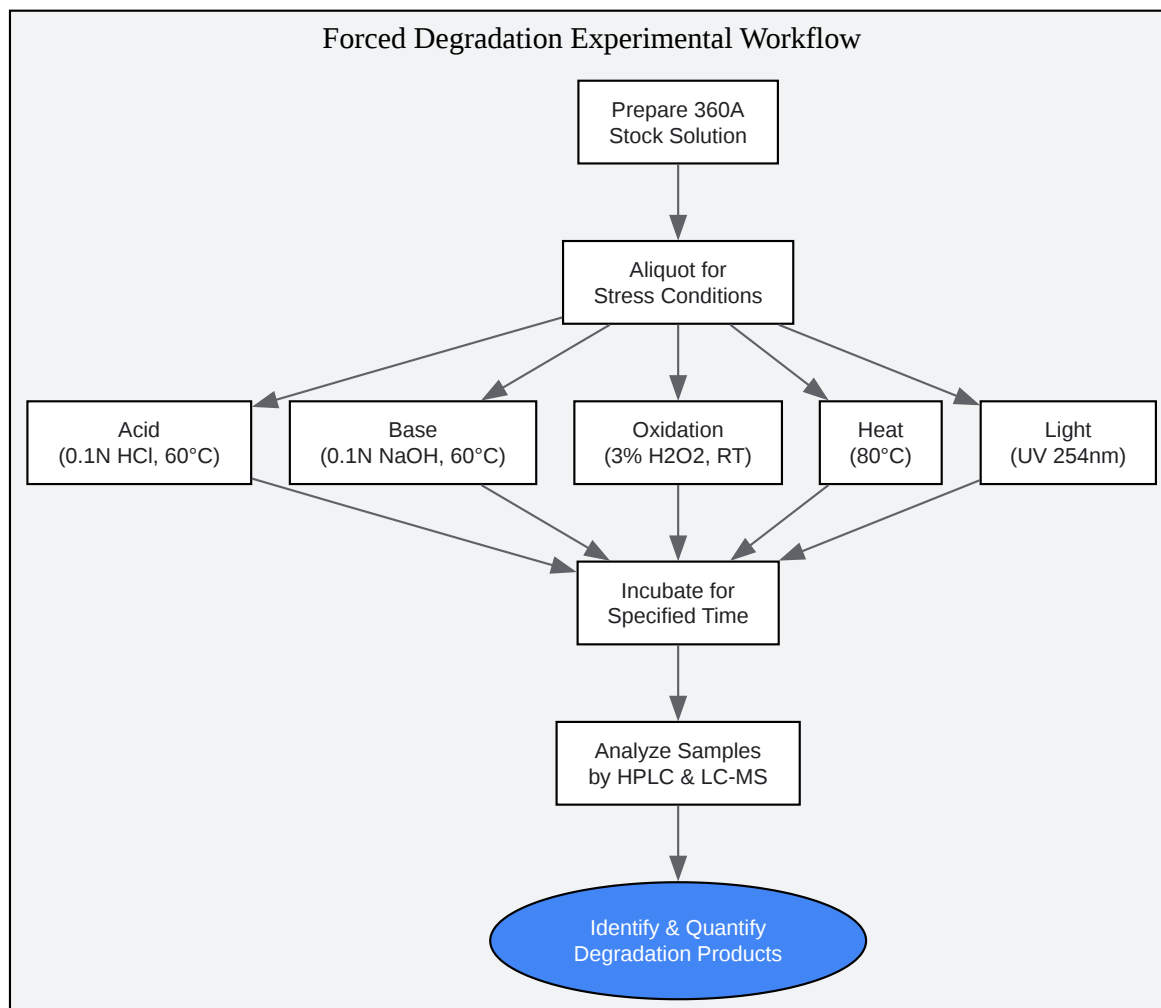 Forced Degradation Experimental Workflow
Prepare 360A
Stock Solution
Aliquot for
Stress Conditions
Acid
(0.1N HCl, 60°C)
Base
(0.1N NaOH, 60°C)
Oxidation
(3% H2O2, RT)
Heat
(80°C)
Light
(UV 254nm)
Incubate for
Specified Time
Analyze Samples
by HPLC & LC-MS
Identify & Quantify
Degradation Products